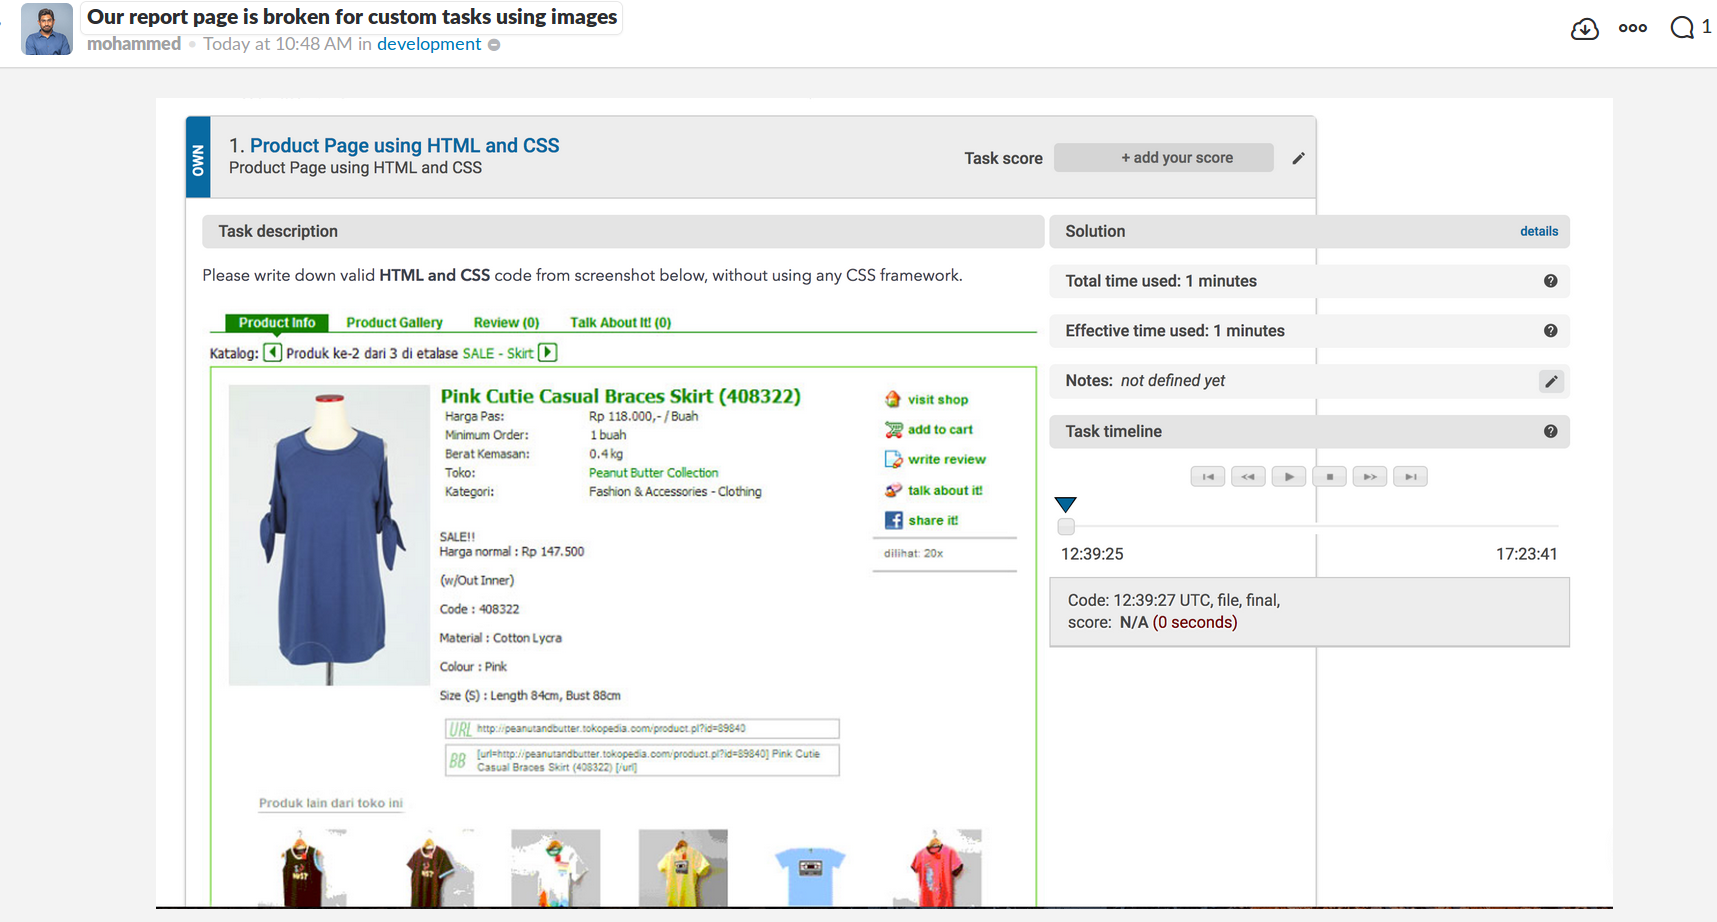 Our report page is broken for custom tasks using images
mohammed • Today at 10:48 AM in development
1
OWN
1. Product Page using HTML and CSS
Product Page using HTML and CSS
Task score
+ add your score
Task description
Please write down valid HTML and CSS code from screenshot below, without using any CSS framework.
Product Info Product Gallery Review (0) Talk About It! (0)
Katalog: Produk ke-2 dari 3 di etalase SALE - Skirt
Pink Cutie Casual Braces Skirt (408322)
Harga Pas: Rp 118.000,- / Buah
Minimum Order: 1 buah
Berat Kemasan: 0.4 kg
Toko: Peanut Butter Collection
Kategori: Fashion & Accessories - Clothing
SALE!!
Harga normal : Rp 147.500
(w/Out Inner)
Code : 408322
Material : Cotton Lycra
Colour : Pink
Size (S) : Length 84cm, Bust 88cm
URL http://peanutandbutter.tokopedia.com/product.pl?id=89840
BB [url=http://peanutandbutter.tokopedia.com/product.pl?id=89840] Pink Cutie
Casual Braces Skirt (408322) [/url]
visit shop
add to cart
write review
talk about it!
share it!
dilihat: 20x
Produk lain dari toko ini
Solution
details
Total time used: 1 minutes
Effective time used: 1 minutes
Notes: not defined yet
Task timeline
12:39:25
17:23:41
Code: 12:39:27 UTC, file, final,
score: N/A (0 seconds)